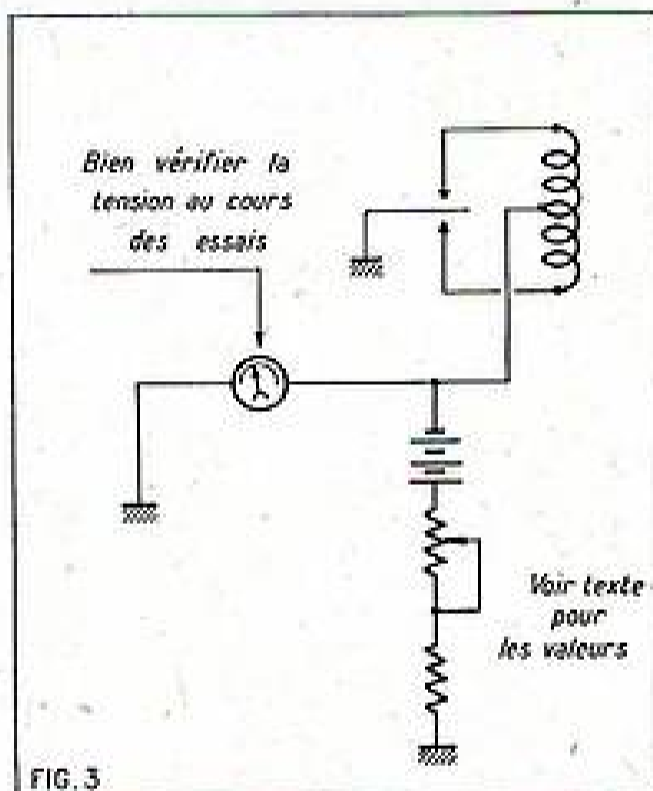 Bien vérifier la
tension au cours
des essais
Voir texte
pour
les valeurs
FIG. 3